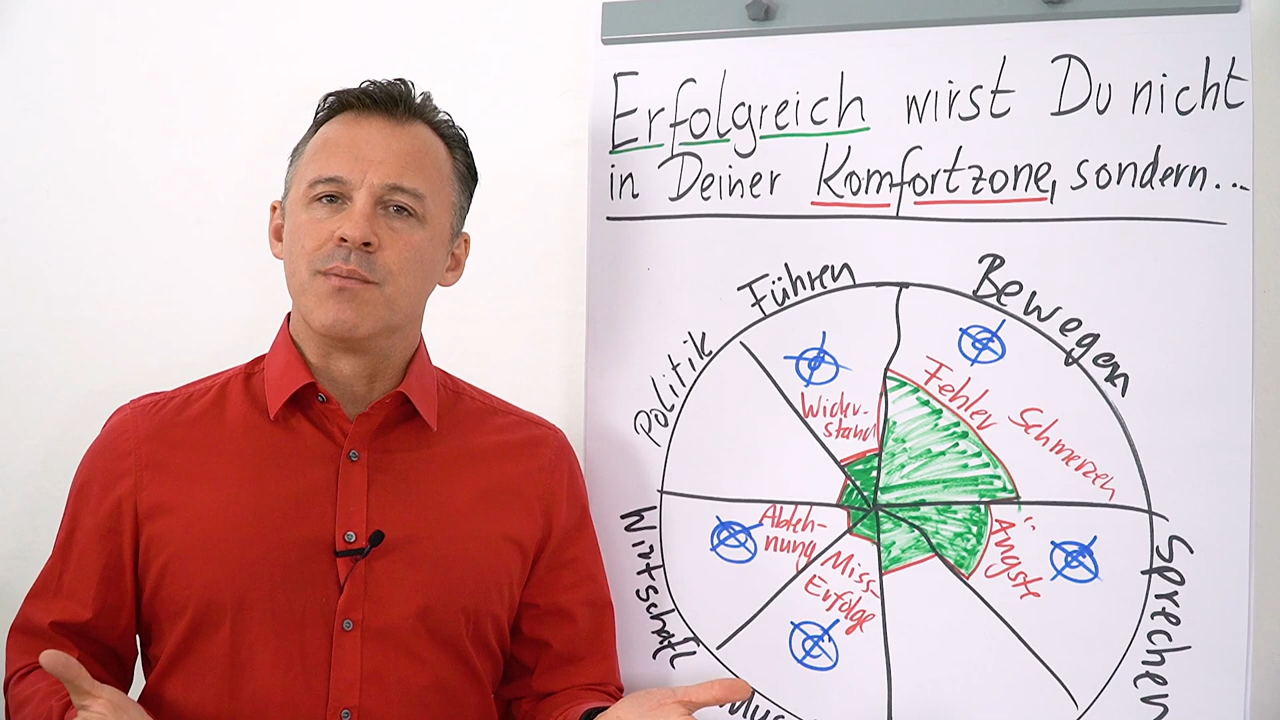 Erfolgreich wirst Du nicht
in Deiner Komfortzone, sondern...
Führen
Bewegen
Politik
Fehler
Schmerzen
Wider-
stand
Ableh-
nung
Ängste
Miss-
Erfolge
Wirtschaft
Sprechen